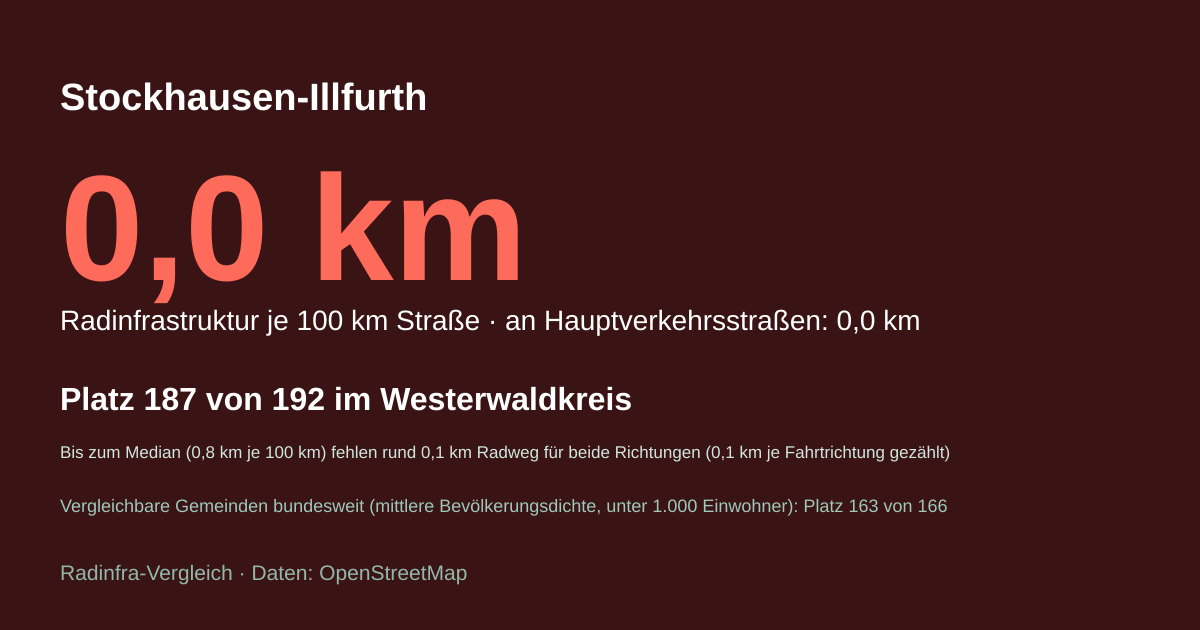 Stockhausen-Illfurth
0,0 km
Radinfrastruktur je 100 km Straße · an Hauptverkehrsstraßen: 0,0 km
Platz 187 von 192 im Westerwaldkreis
Bis zum Median (0,8 km je 100 km) fehlen rund 0,1 km Radweg für beide Richtungen (0,1 km je Fahrtrichtung gezählt)
Vergleichbare Gemeinden bundesweit (mittlere Bevölkerungsdichte, unter 1.000 Einwohner): Platz 163 von 166
Radinfra-Vergleich · Daten: OpenStreetMap